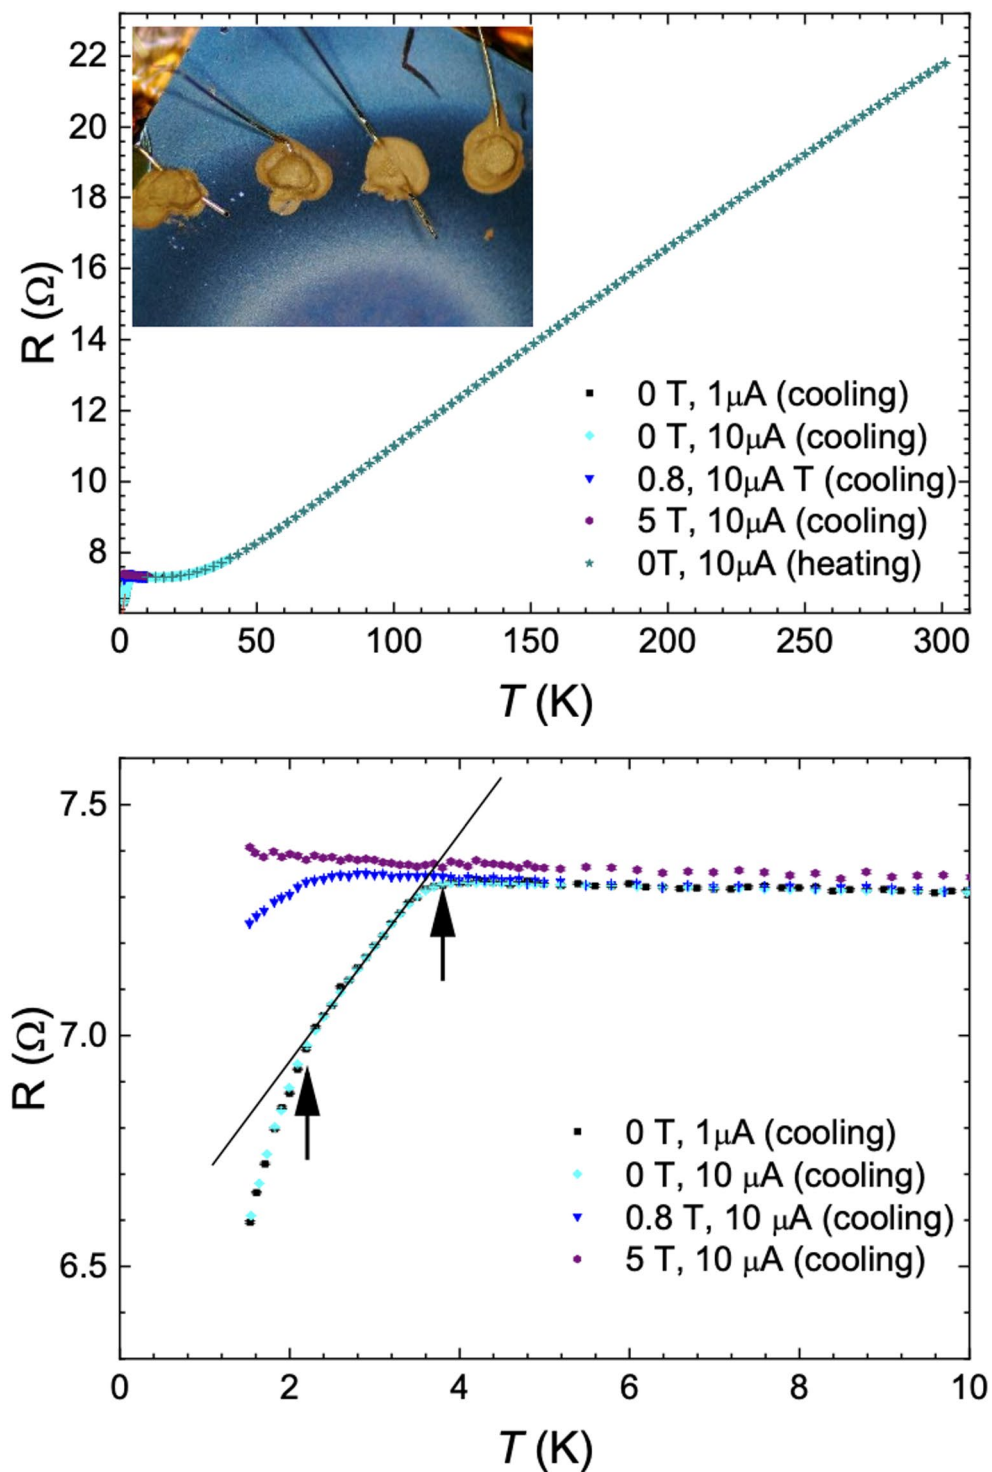 22
20
18
16
14
12
10
8
R (Ω)
0 T, 1μA (cooling)
0 T, 10μA (cooling)
0.8, 10μA T (cooling)
5 T, 10μA (cooling)
0T, 10μA (heating)
0 50 100 150 200 250 300
T (K)
7.5
7.0
6.5
R (Ω)
0 T, 1μA (cooling)
0 T, 10 μA (cooling)
0.8 T, 10 μA (cooling)
5 T, 10 μA (cooling)
0 2 4 6 8 10
T (K)